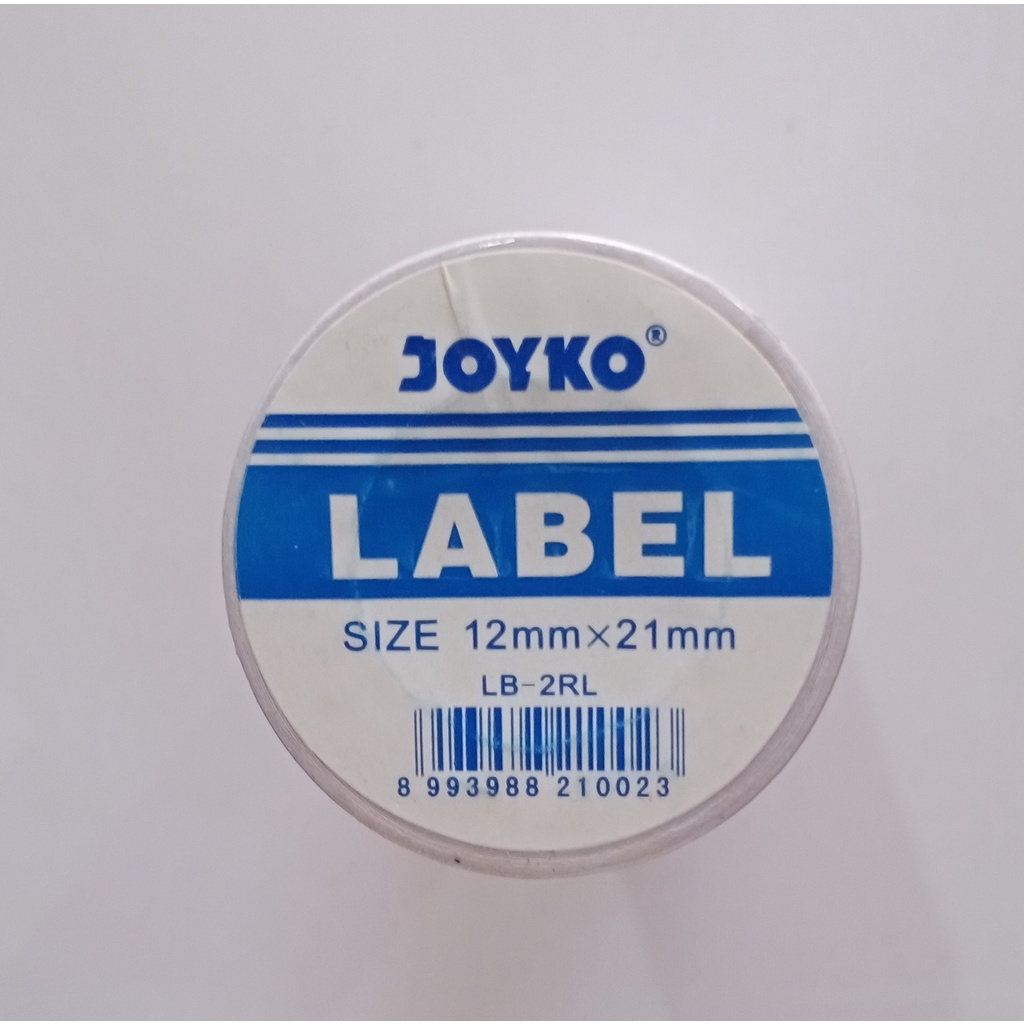 JOYKO®
LABEL
SIZE 12mm×21mm
LB-2RL
8 993988 210023